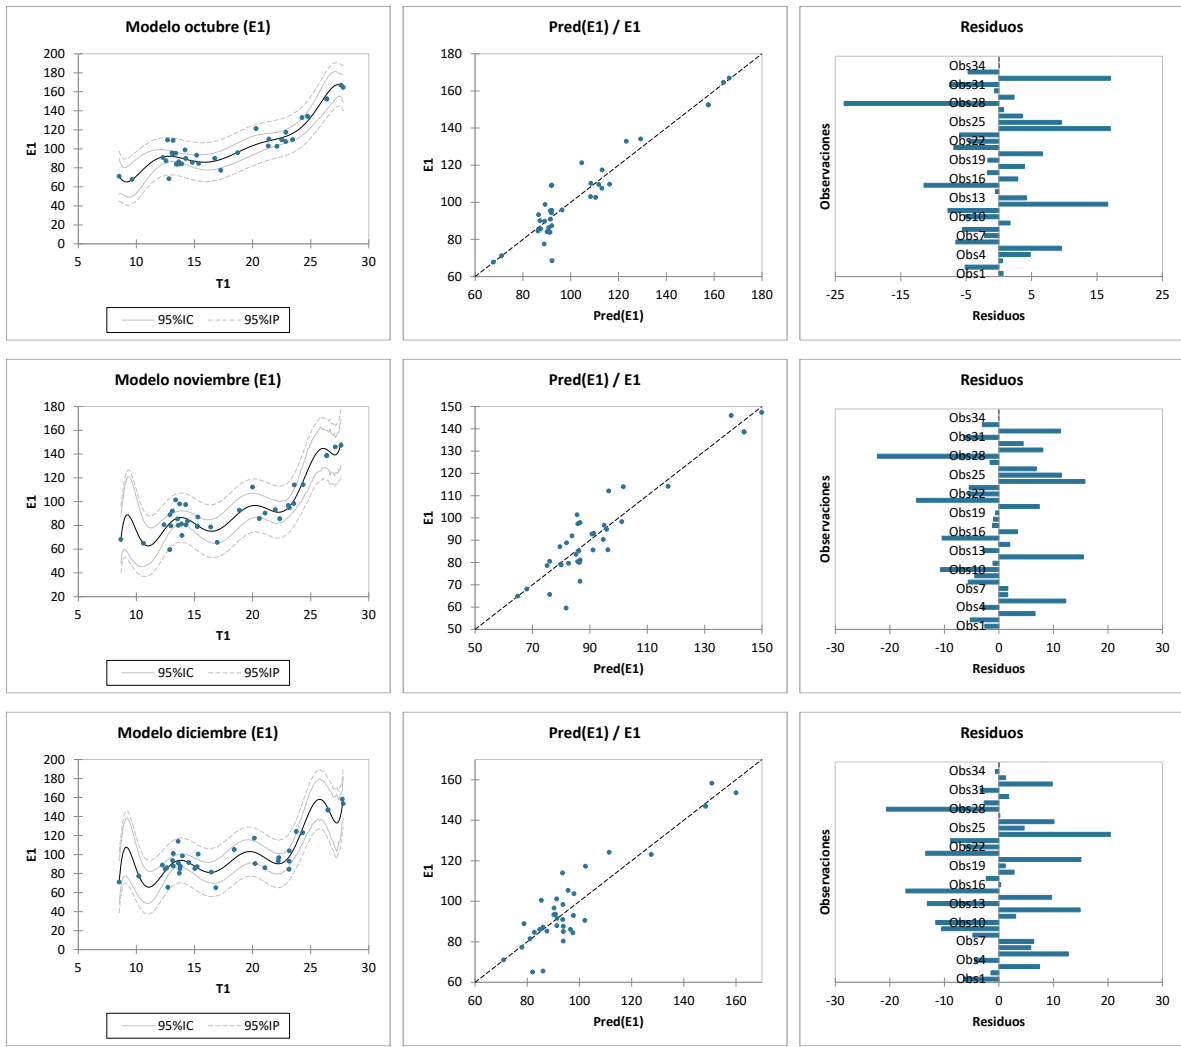 Modelo octubre (E1)
200
180
160
140
120
100
80
60
40
20
0
E1
5
10
15
20
25
30
T1
95%IC
95%IP
Pred(E1) / E1
180
160
140
120
100
80
60
E1
60
80
100
120
140
160
180
Pred(E1)
Residuos
Observaciones
Obs34
Obs31
Obs28
Obs25
Obs22
Obs19
Obs16
Obs13
Obs10
Obs7
Obs4
Obs1
-25
-15
-5
5
15
25
Residuos
Modelo noviembre (E1)
180
160
140
120
100
80
60
40
20
E1
5
10
15
20
25
30
T1
95%IC
95%IP
Pred(E1) / E1
150
140
130
120
110
100
90
80
70
60
50
E1
50
70
90
110
130
150
Pred(E1)
Residuos
Observaciones
Obs34
Obs31
Obs28
Obs25
Obs22
Obs19
Obs16
Obs13
Obs10
Obs7
Obs4
Obs1
-30
-20
-10
0
10
20
30
Residuos
Modelo diciembre (E1)
200
180
160
140
120
100
80
60
40
20
0
E1
5
10
15
20
25
30
T1
95%IC
95%IP
Pred(E1) / E1
160
140
120
100
80
60
E1
60
80
100
120
140
160
Pred(E1)
Residuos
Observaciones
Obs34
Obs31
Obs28
Obs25
Obs22
Obs19
Obs16
Obs13
Obs10
Obs7
Obs4
Obs1
-30
-20
-10
0
10
20
30
Residuos